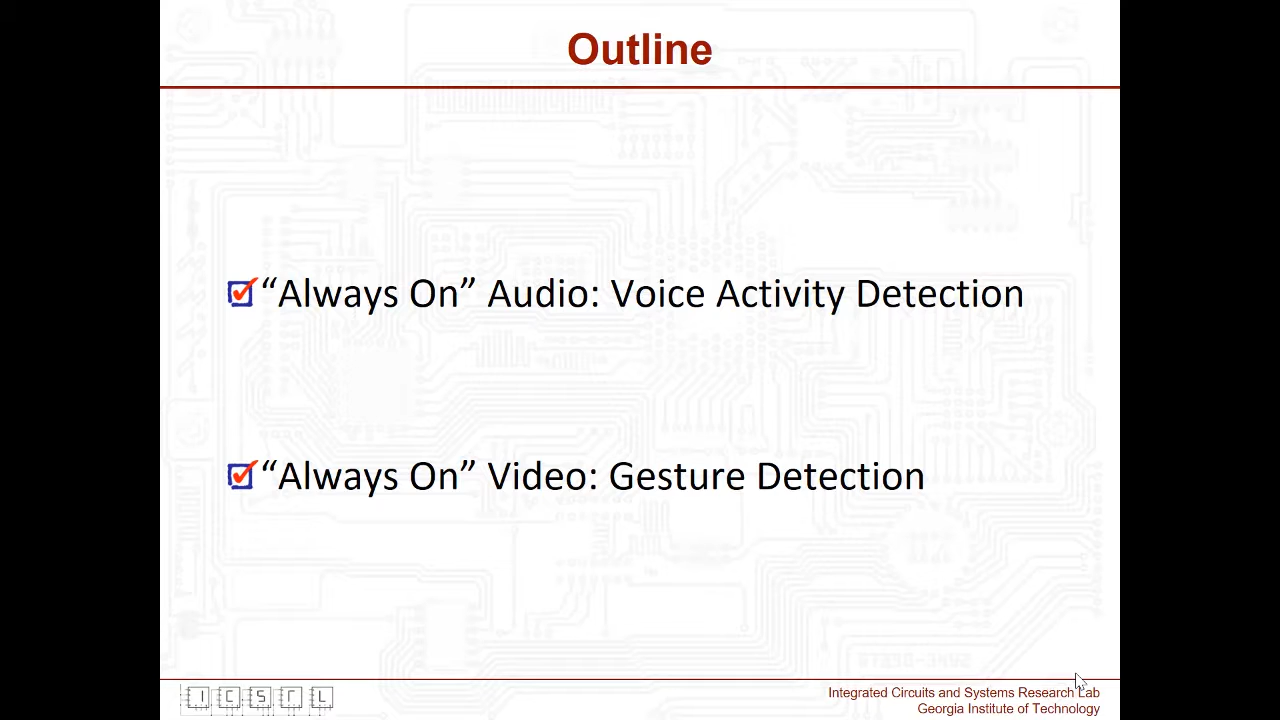 Outline
“Always On” Audio: Voice Activity Detection
“Always On” Video: Gesture Detection
ICSrL
Integrated Circuits and Systems Research Lab
Georgia Institute of Technology